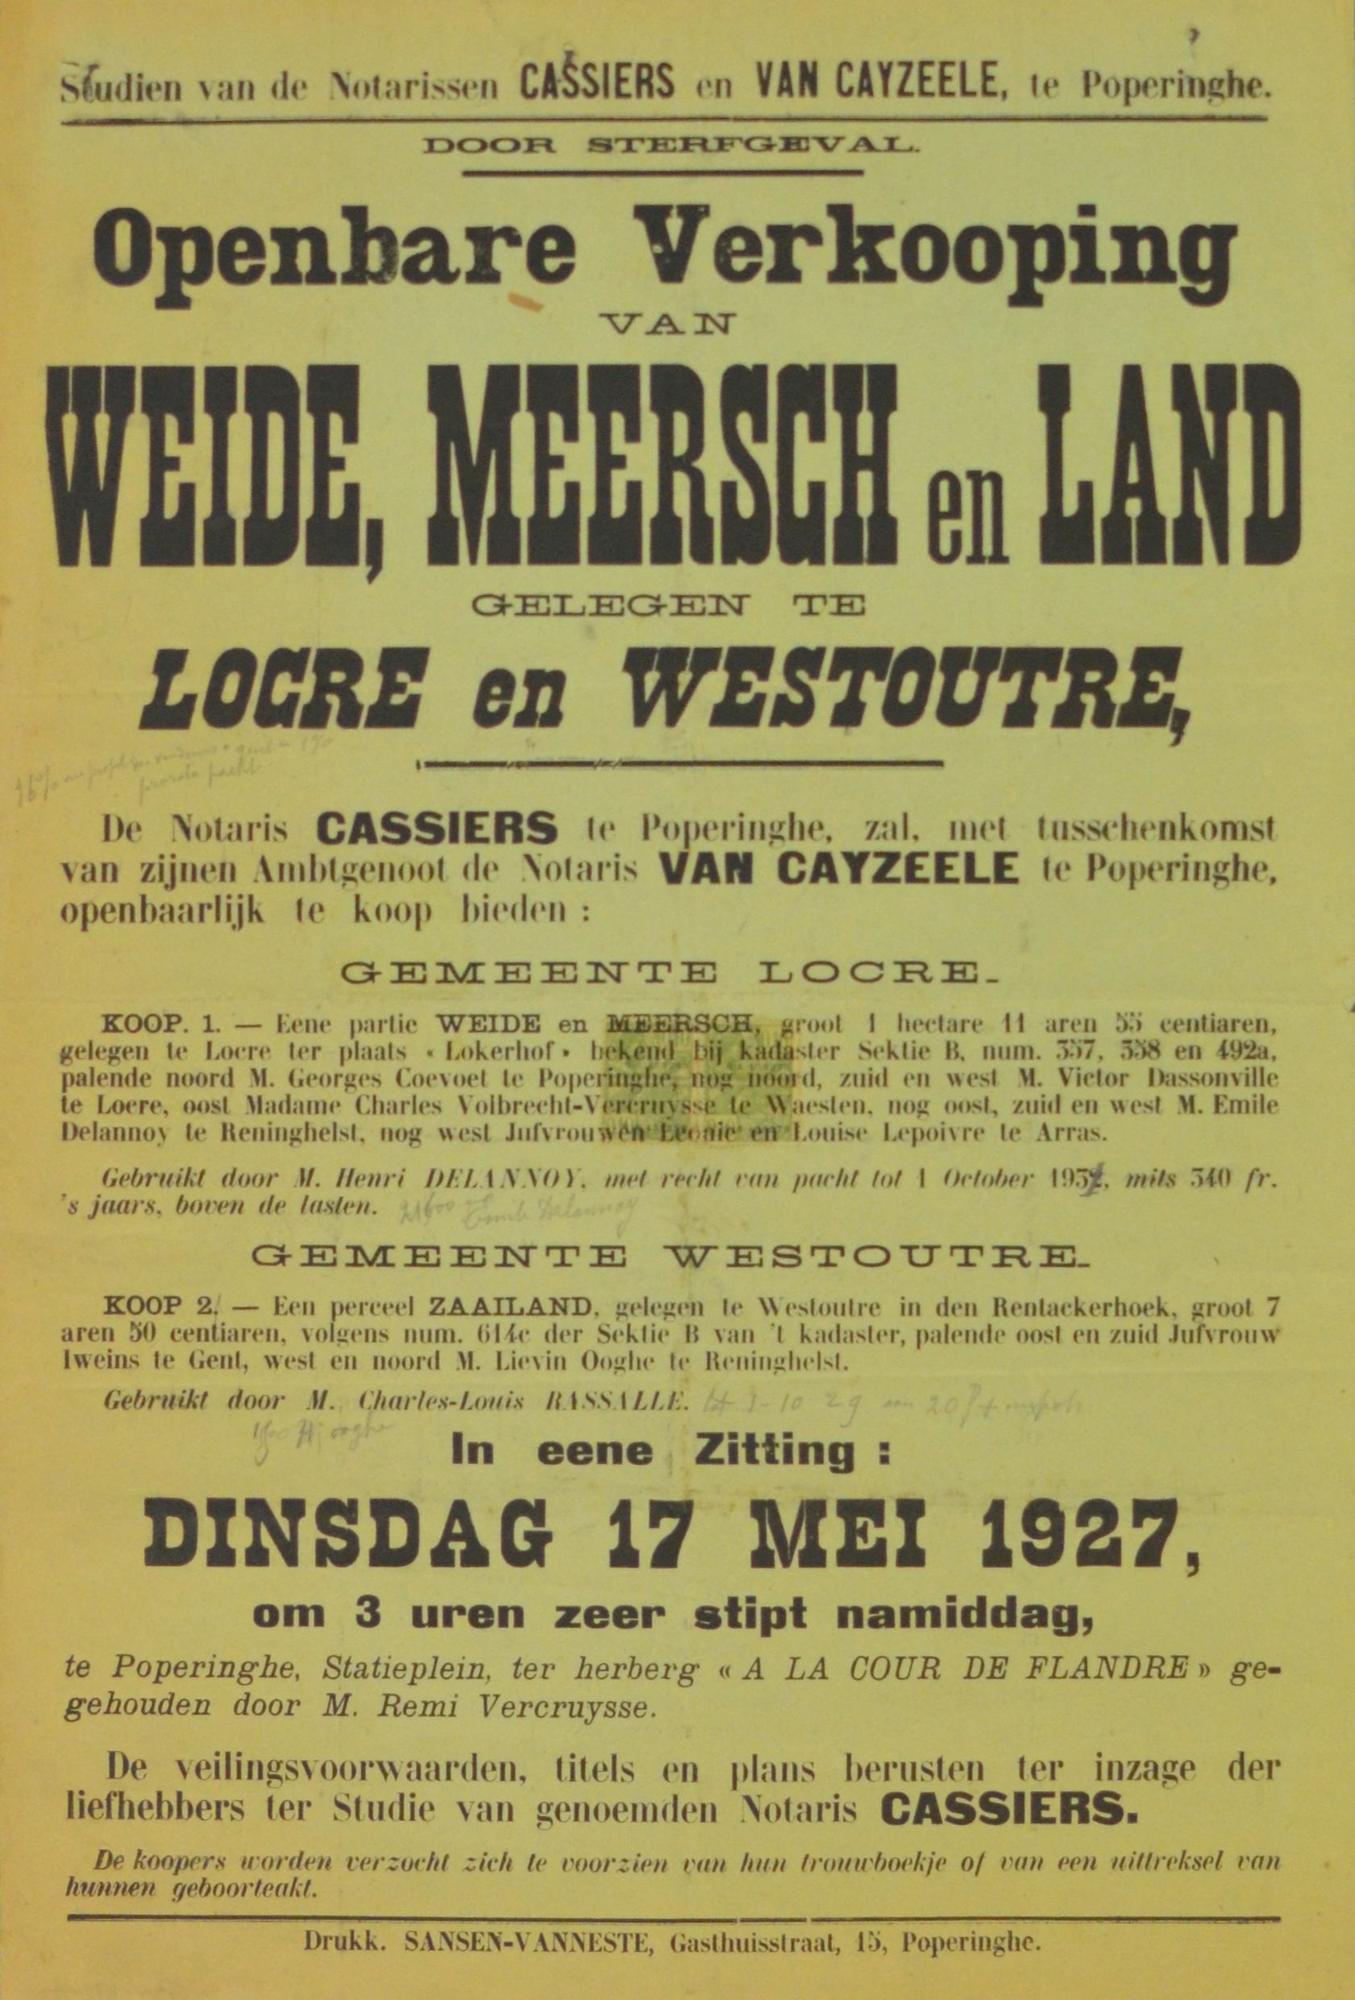 Studien van de Notarissen CASSIERS en VAN CAYZEELE, te Poperinghe.
DOOR STERFGEVAL.
Openbare Verkooping
VAN
WEIDE, MEERSCH en LAND
GELEGEN TE
LOCRE en WESTOUTRE,
De Notaris CASSIERS te Poperinghe, zal, met tusschenkomst
van zijnen Ambtgenoot de Notaris VAN CAYZEELE te Poperinghe,
openbaarlijk te koop bieden :
GEMEENTE LOCRE.
KOOP. 1. — Eene partie WEIDE en MEERSCH, groot 1 hectare 11 aren 55 centiaren,
gelegen te Locre ter plaats « Lokerhof » bekend bij kadaster Sektie B, num. 357, 358 en 492a,
palende noord M. Georges Coevoet te Poperinghe, nog noord, zuid en west M. Victor Dassonville
te Locre, oost Madame Charles Volbrecht-Vercruysse te Waesten, nog oost, zuid en west M. Emile
Delannoy te Reninghelst, nog west Jufvrouwen Leonie en Louise Lepoivre te Arras.
Gebruikt door M. Henri DELANNOY, met recht van pacht tot 1 October 193, mits 340 fr.
's jaars, boven de lasten.
GEMEENTE WESTOUTRE.
KOOP 2. — Een perceel ZAAILAND, gelegen te Westoutre in den Rentackerhoek, groot 7
aren 50 centiaren, volgens num. 614c der Sektie B van 't kadaster, palende oost en zuid Jufvrouw
Iweins te Gent, west en noord M. Lievin Ooghe te Reninghelst.
Gebruikt door M. Charles-Louis RASSALLE. tot 1-10 29
In eene Zitting :
DINSDAG 17 MEI 1927,
om 3 uren zeer stipt namiddag,
te Poperinghe, Statieplein, ter herberg « A LA COUR DE FLANDRE » ge-
gehouden door M. Remi Vercruysse.
De veilingsvoorwaarden, titels en plans berusten ter inzage der
liefhebbers ter Studie van genoemden Notaris CASSIERS.
De koopers worden verzocht zich te voorzien van hun trouwboekje of van een uittreksel van
hunnen geboorteakt.
Drukk. SANSEN-VANNESTE, Gasthuisstraat, 15, Poperinghe.